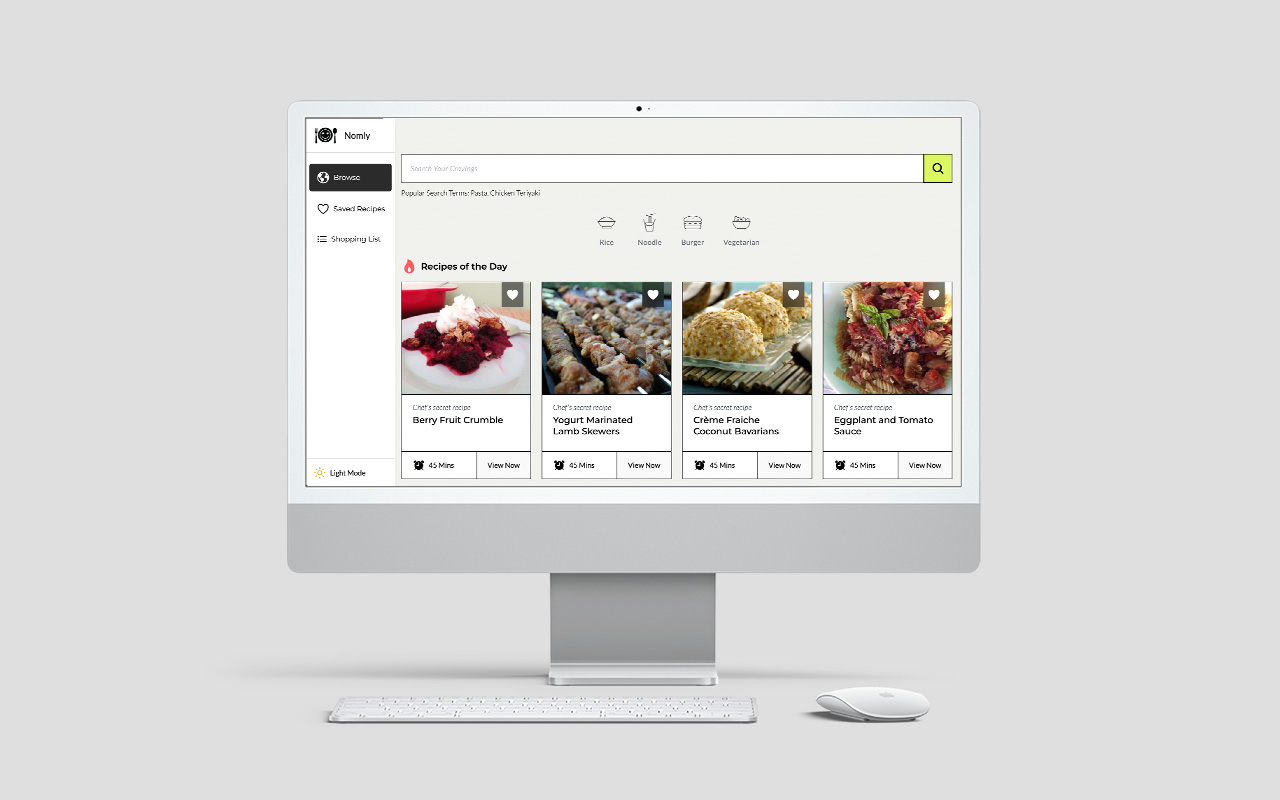 Nomly
Browse
Saved Recipes
Shopping List
Light Mode
Search Your Cravings
Popular Search Terms: Pasta, Chicken Teriyaki
Rice
Noodle
Burger
Vegetarian
Recipes of the Day
Chef's secret recipe
Berry Fruit Crumble
45 Mins
View Now
Chef's secret recipe
Yogurt Marinated
Lamb Skewers
45 Mins
View Now
Chef's secret recipe
Crème Fraiche
Coconut Bavarians
45 Mins
View Now
Chef's secret recipe
Eggplant and Tomato
Sauce
45 Mins
View Now